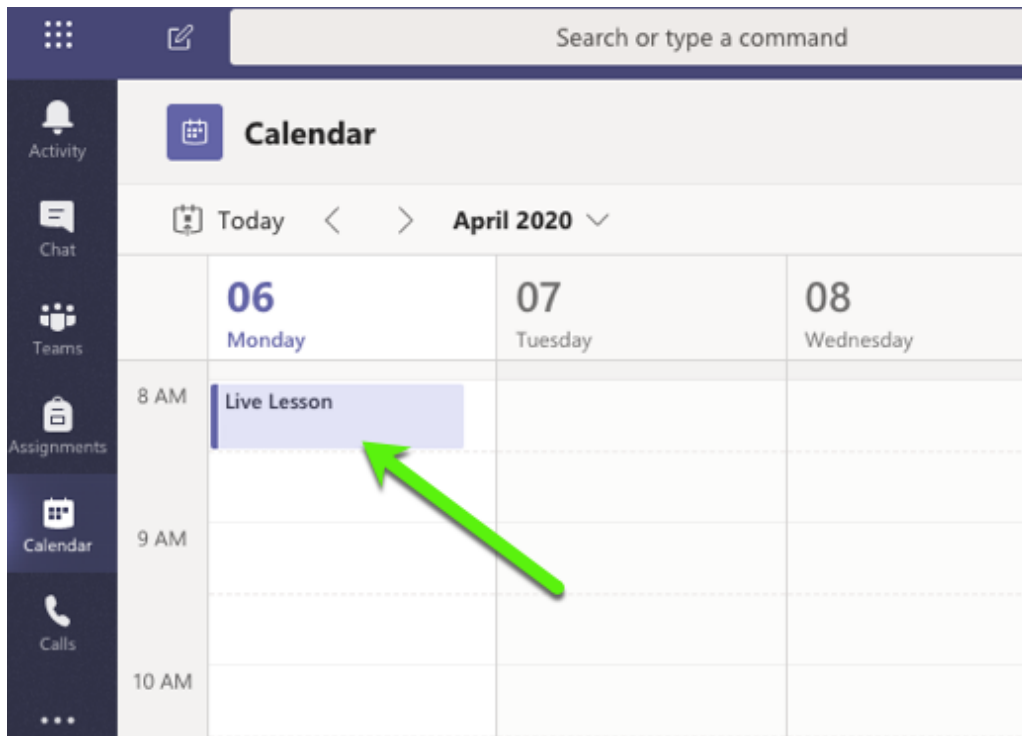 Search or type a command
Activity
Chat
Teams
Assignments
Calendar
Calls
Calendar
Today
April 2020
06
Monday
07
Tuesday
08
Wednesday
8 AM
Live Lesson
9 AM
10 AM